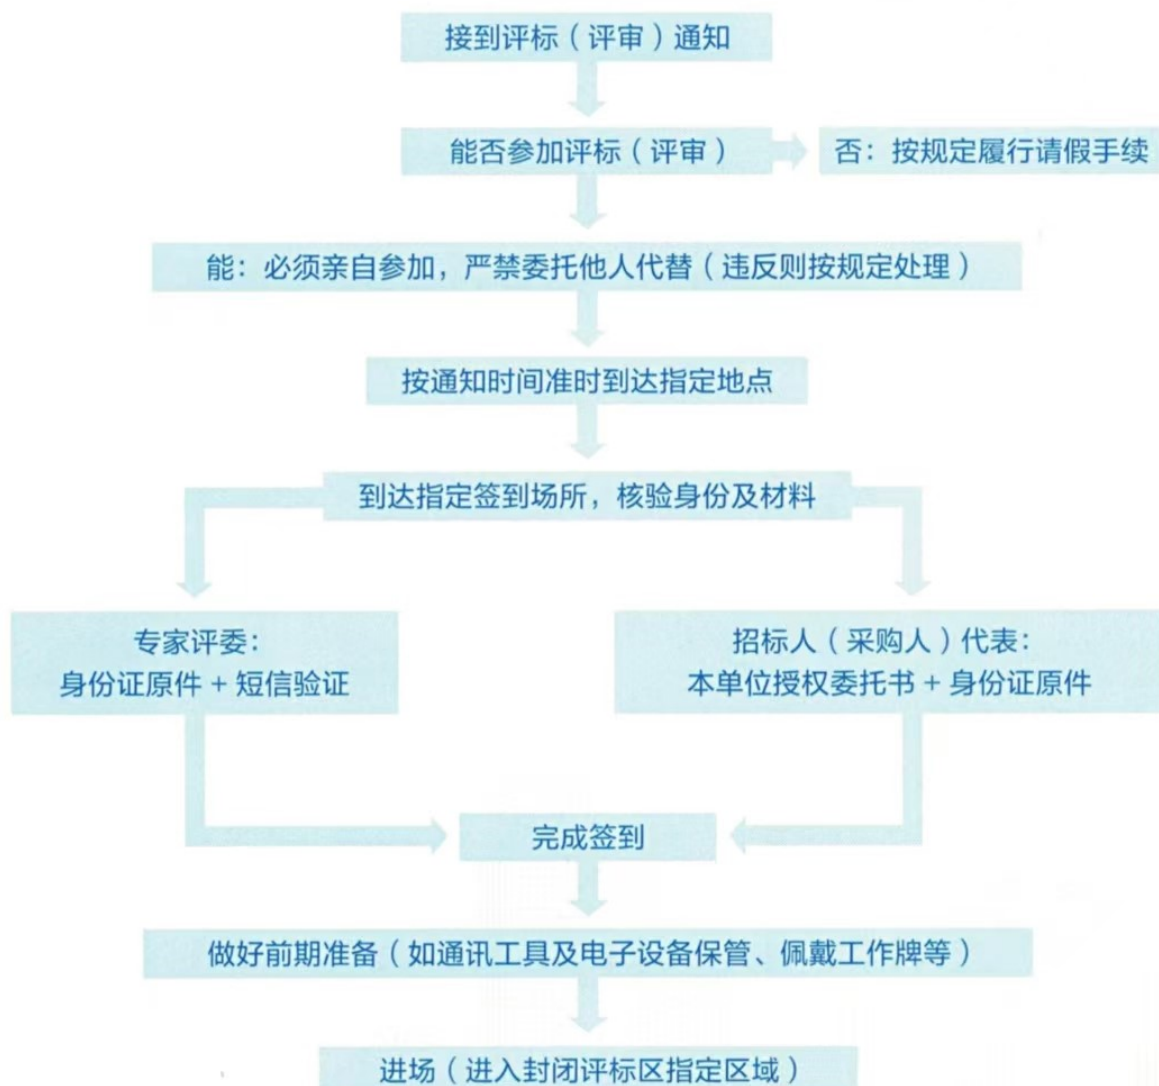 接到评标（评审）通知
能否参加评标（评审）
否：按规定履行请假手续
能：必须亲自参加，严禁委托他人代替（违反则按规定处理）
按通知时间准时到达指定地点
到达指定签到场所，核验身份及材料
专家评委：
身份证原件 + 短信验证
招标人（采购人）代表：
本单位授权委托书 + 身份证原件
完成签到
做好前期准备（如通讯工具及电子设备保管、佩戴工作牌等）
进场（进入封闭评标区指定区域）